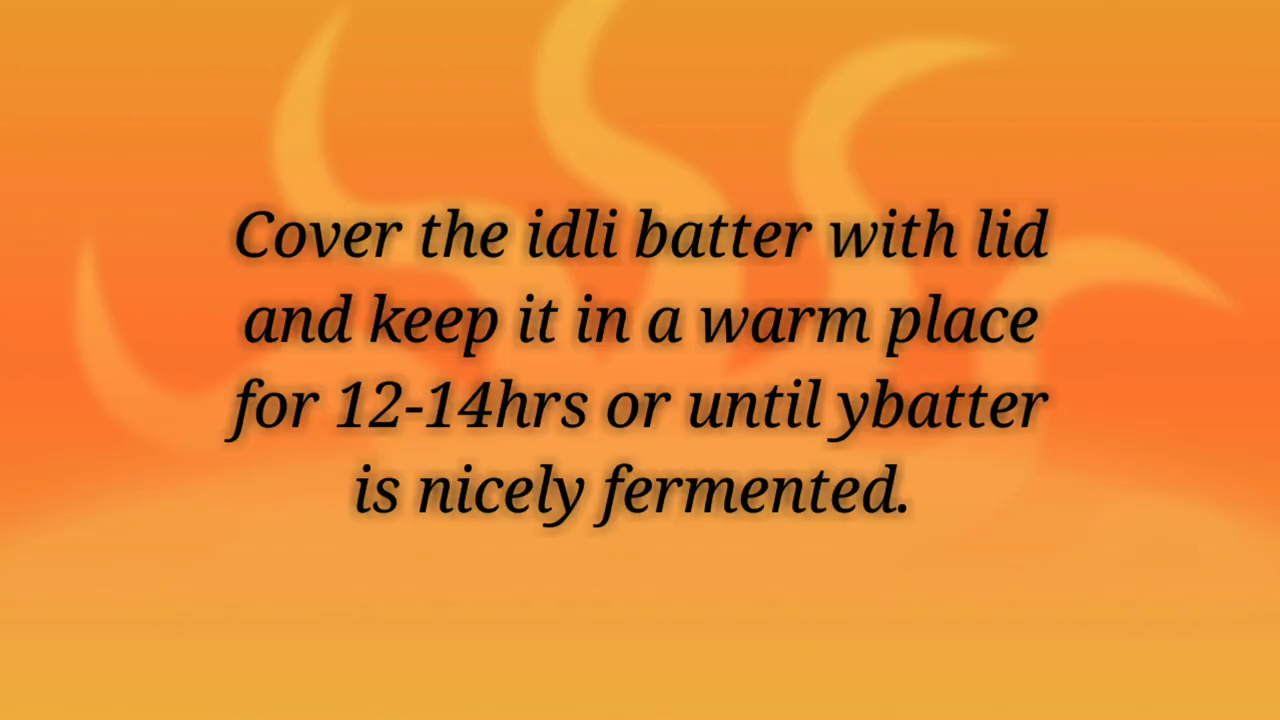 Cover the idli batter with lid
and keep it in a warm place
for 12-14hrs or until ybatter
is nicely fermented.